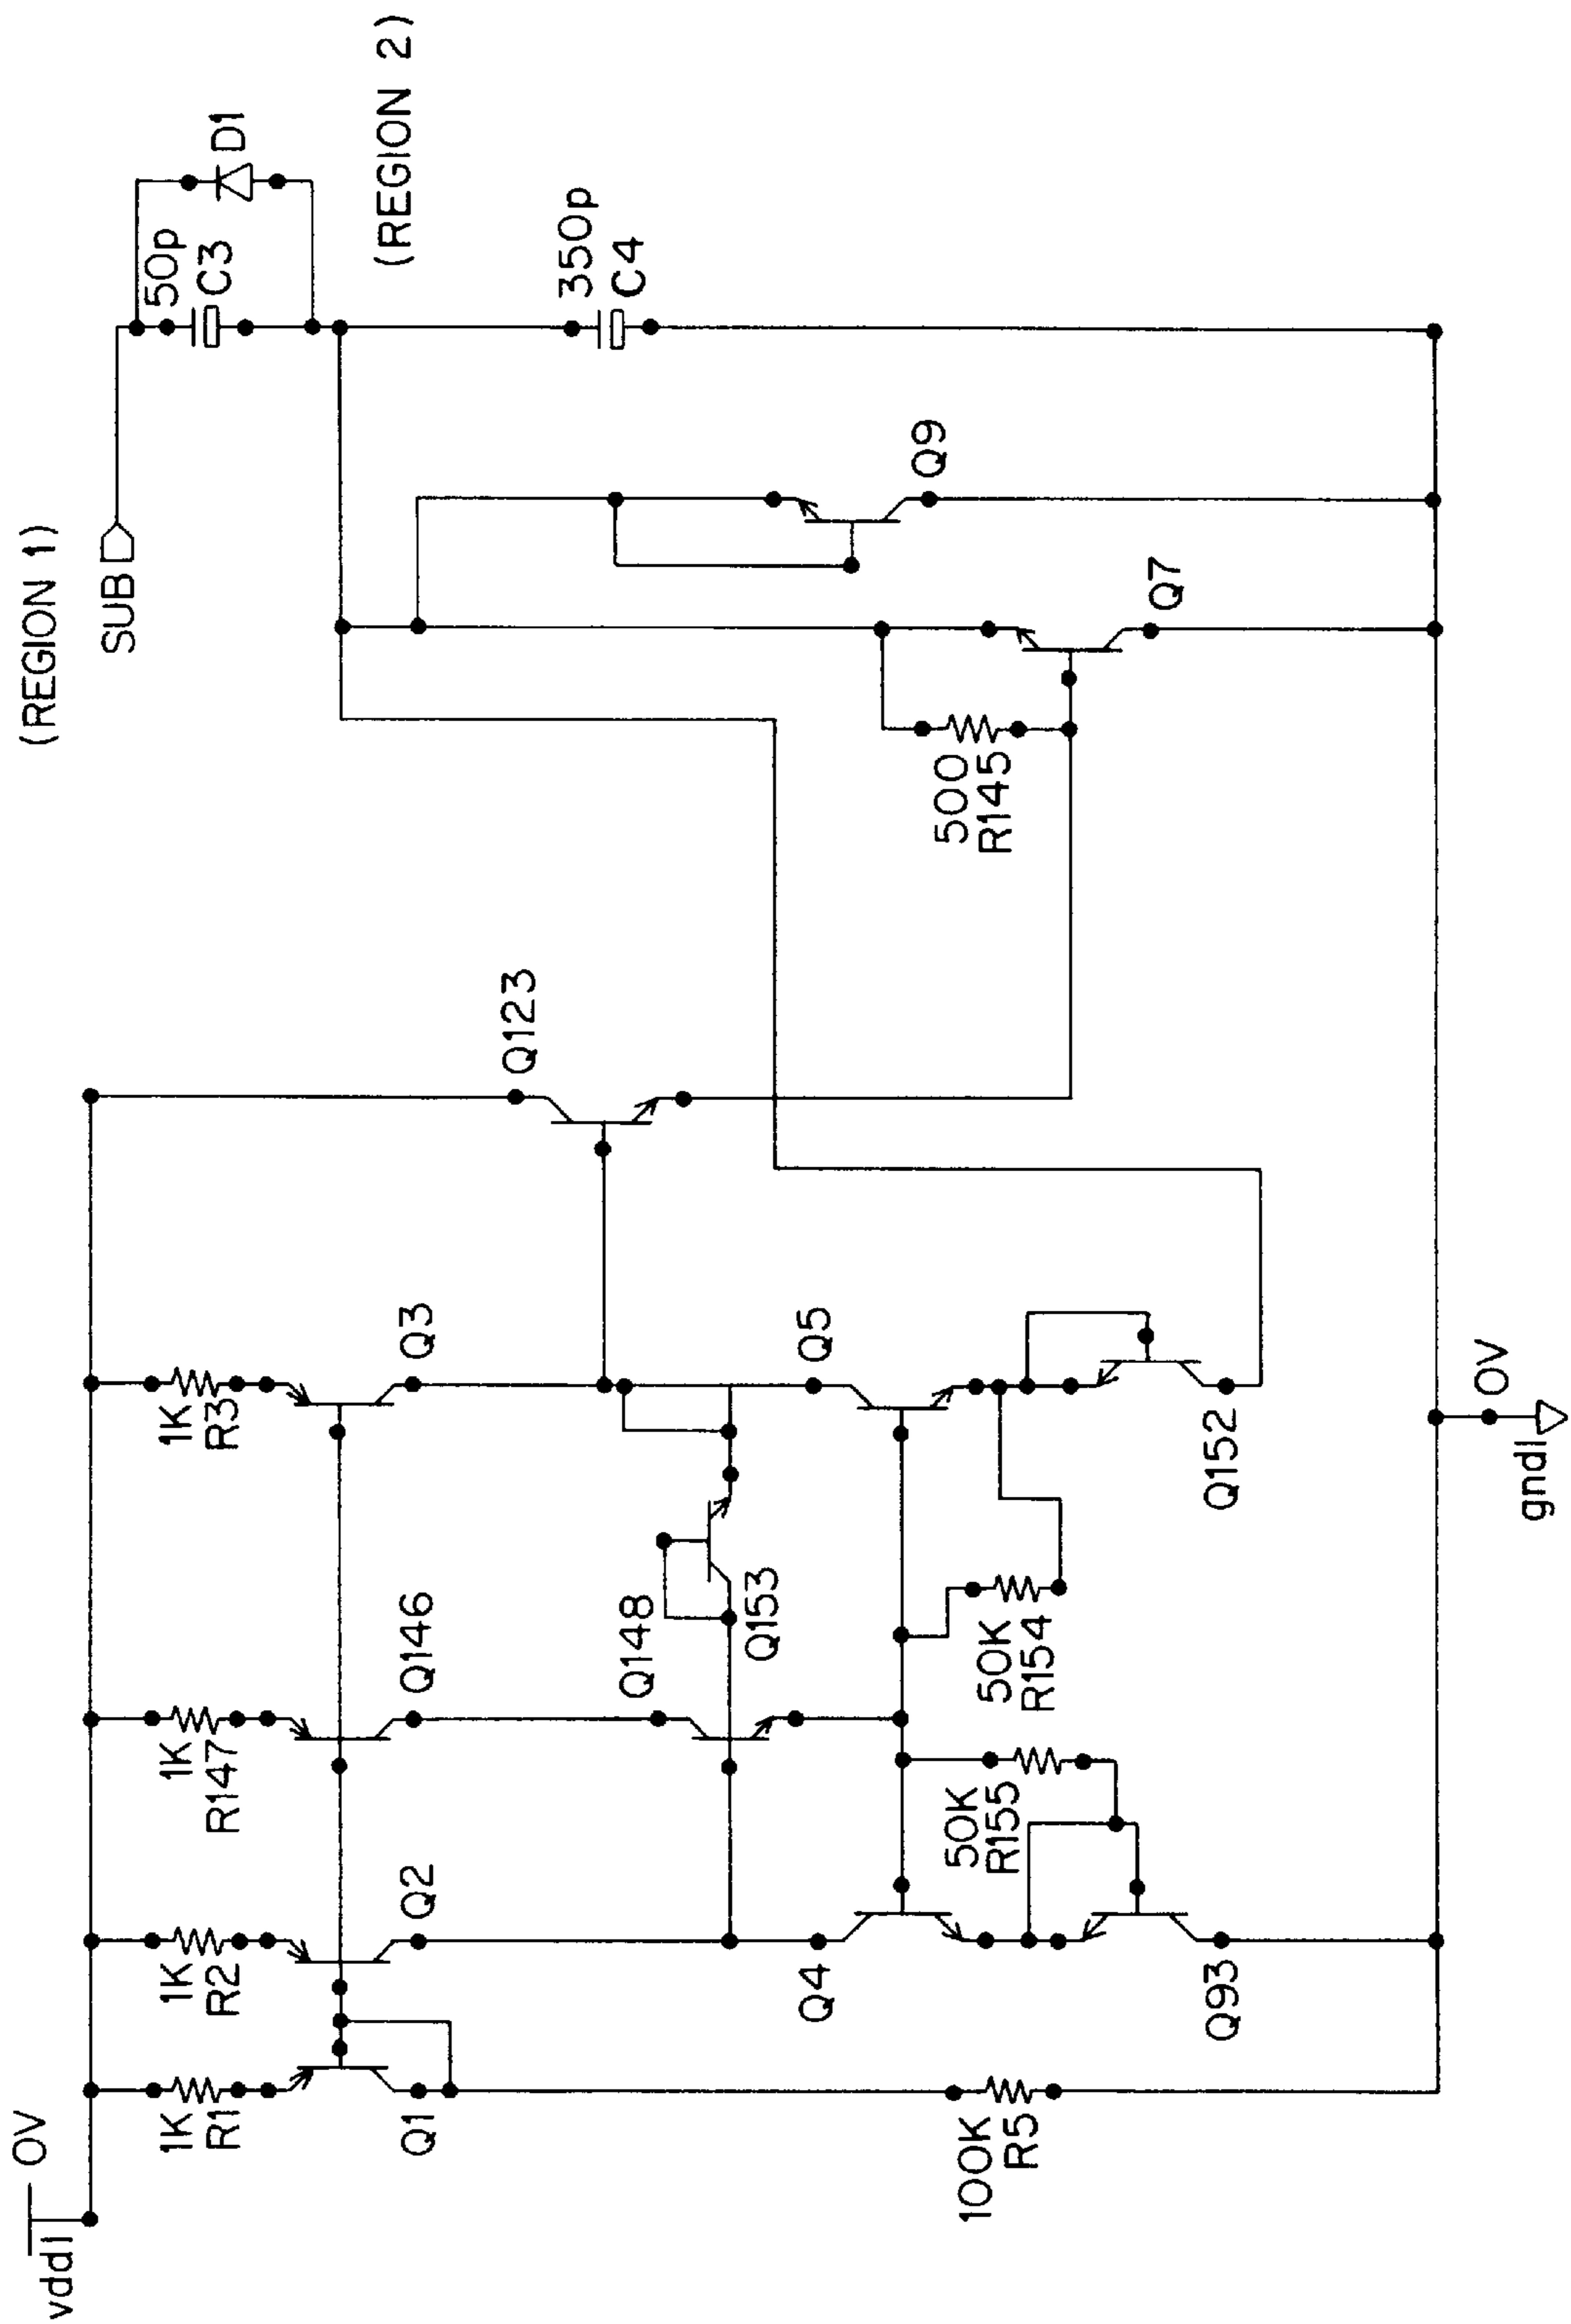 (REGION 1)
SUB
50p
C3
D1
(REGION 2)
350p
C4
Q9
Q7
500
R145
Q123
1K
R3
Q3
Q5
Q152
1K
R147
Q146
Q148
Q153
50K
R154
50K
R155
1K
R2
Q2
Q4
Q93
1K
R1
Q1
100K
R5
0V
vddl
0V
gndl